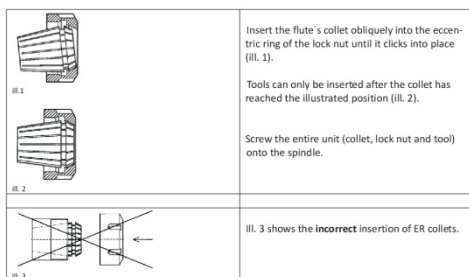 Insert the flute`s collet obliquely into the eccen-
tric ring of the lock nut until it clicks into place
(ill. 1).
ill.1
Tools can only be inserted after the collet has
reached the illustrated position (ill. 2).
Screw the entire unit (collet, lock nut and tool)
onto the spindle.
ill. 2
Ill. 3 shows the incorrect insertion of ER collets.
ill. 3